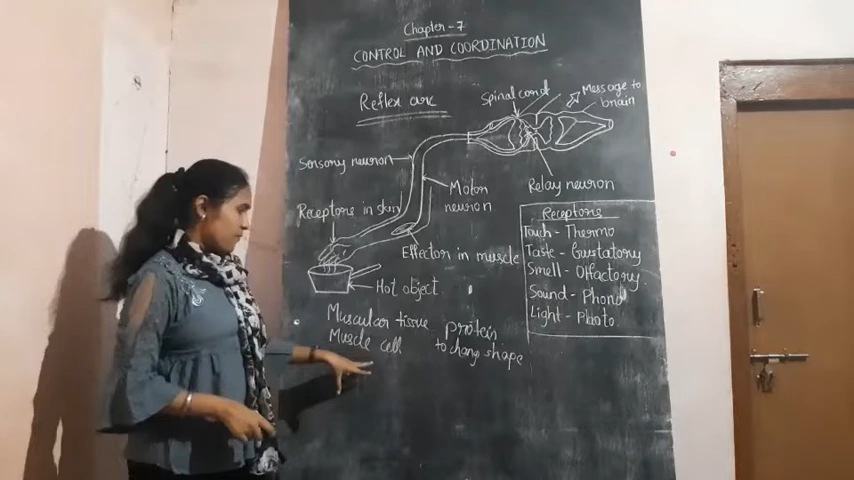 Chapter-7
CONTROL AND COORDINATION
Reflex arc
Spinal cord
Message to
brain
Sensory neuron
Motor
neuron
Relay neuron
Receptors in skin
Effector in muscle
Hot object
Receptors
Touch - Thermo
Taste - Gustatory
Smell - Olfactory
Sound - Phono
Light - Photo
Muscular tissue protein
Muscle cell to chang shape